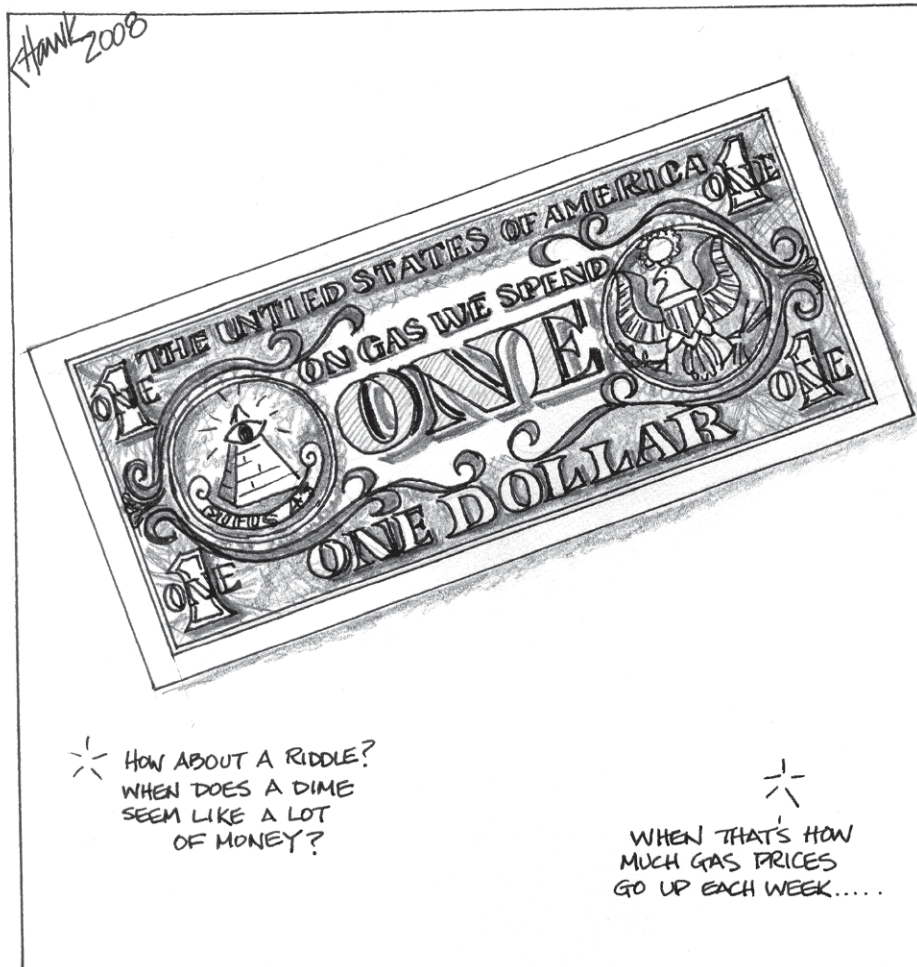 Hawk
2008
THE UNTIED STATES OF AMERICA
1
ONE
1
ONE
ON GAS WE SPEND
ONE
1
ONE
RUFUS
ONE DOLLAR
1
ONE
HOW ABOUT A RIDDLE?
WHEN DOES A DIME
SEEM LIKE A LOT
OF MONEY?
WHEN THAT'S HOW
MUCH GAS PRICES
GO UP EACH WEEK.....